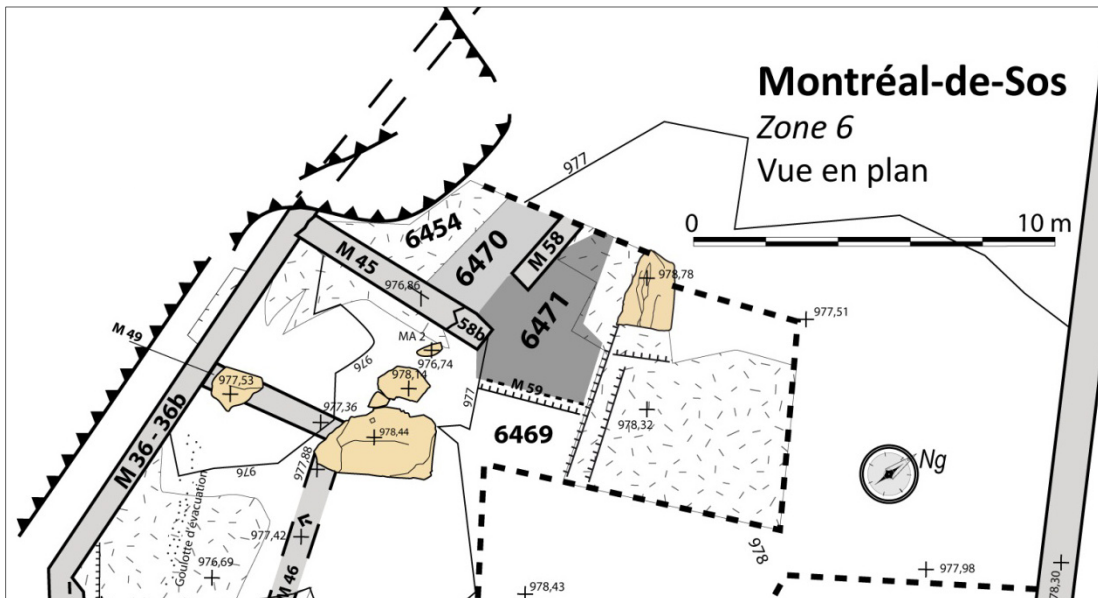 Montréal-de-Sos
Zone 6
Vue en plan
0
10 m
977
6454
6470
M 58
M 45
976,86
58b
6471
978,78
977,51
M 49
MA 2
976,74
976
977,53
978,14
977
M 59
977,36
978,44
6469
978,32
M 36 - 36b
976
977,88
Ng
Goulotte d'évacuation
977,42
978
976,69
M 46
978,43
977,98
978,30